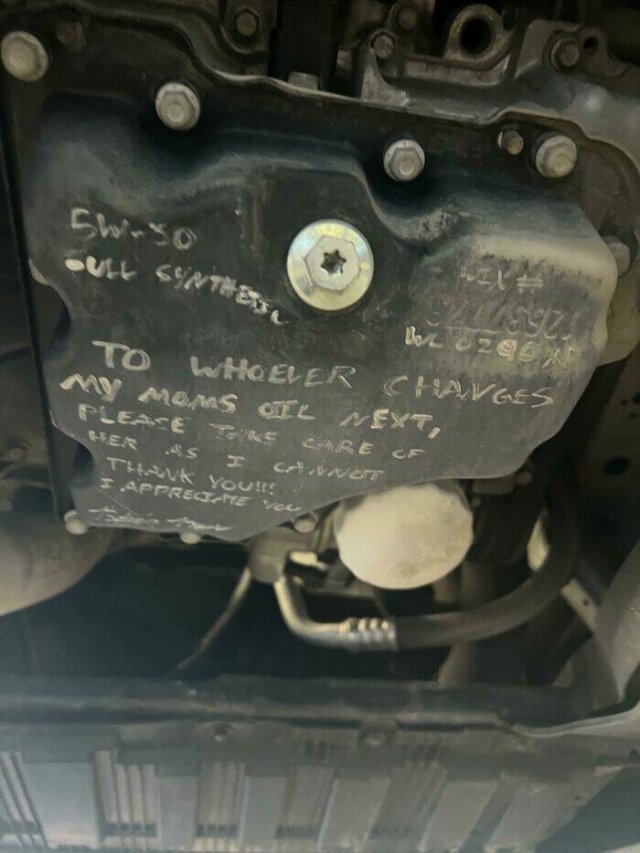 5W-30
FULL SYNTHETIC
TO WHOEVER CHANGES
MY MOMS OIL NEXT,
PLEASE TAKE CARE OF
HER AS I CANNOT
THANK YOU!!!
I APPRECIATE YOU